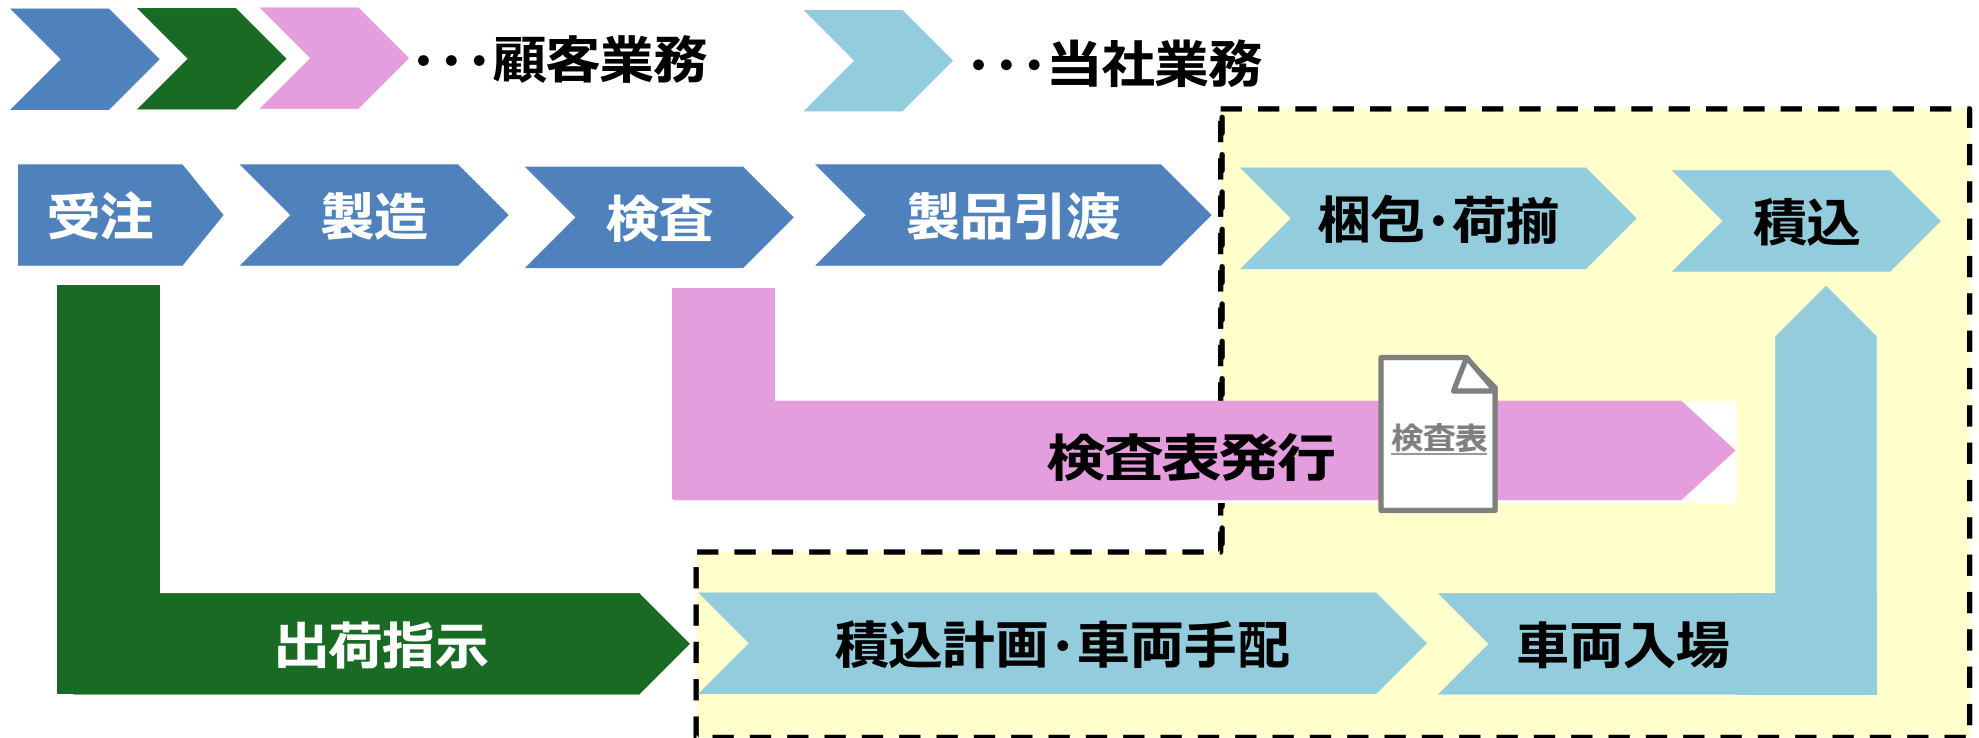 ･･･顧客業務
･･･当社業務
受注
製造
検査
製品引渡
梱包･荷揃
積込
検査表発行
検査表
出荷指示
積込計画･車両手配
車両入場